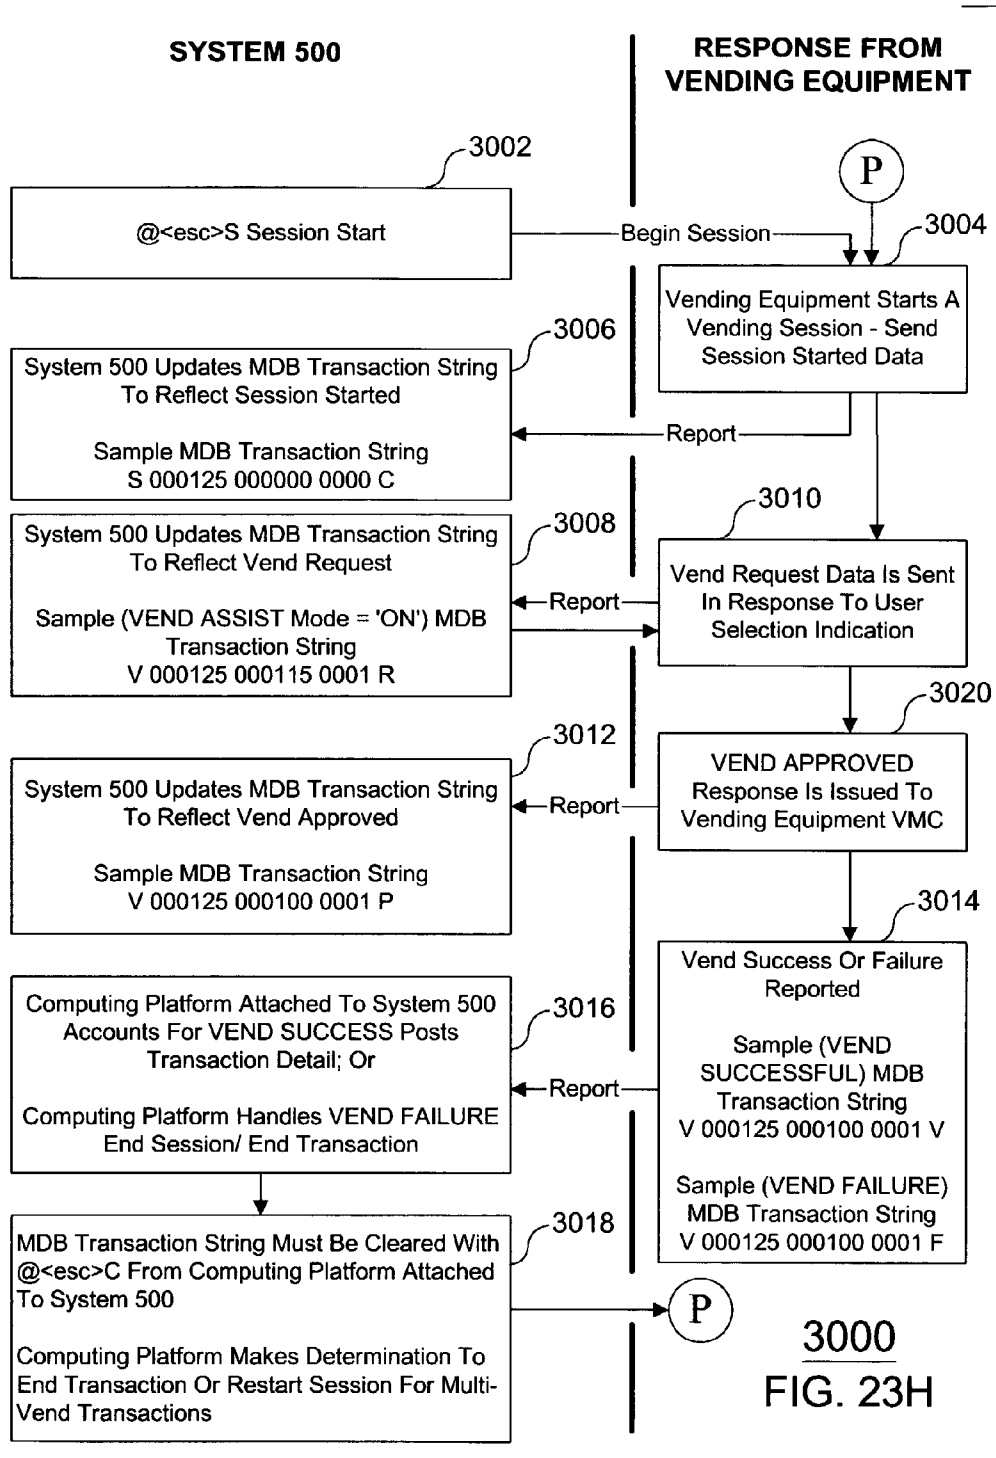 SYSTEM 500
RESPONSE FROM
VENDING EQUIPMENT
3002
P
@<esc>S Session Start
Begin Session
3004
Vending Equipment Starts A
Vending Session - Send
Session Started Data
3006
System 500 Updates MDB Transaction String
To Reflect Session Started
Sample MDB Transaction String
S 000125 000000 0000 C
Report
3008
System 500 Updates MDB Transaction String
To Reflect Vend Request
Sample (VEND ASSIST Mode = 'ON') MDB
Transaction String
V 000125 000115 0001 R
3010
Report
Vend Request Data Is Sent
In Response To User
Selection Indication
3020
3012
System 500 Updates MDB Transaction String
To Reflect Vend Approved
Sample MDB Transaction String
V 000125 000100 0001 P
Report
VEND APPROVED
Response Is Issued To
Vending Equipment VMC
3014
Vend Success Or Failure
Reported
Sample (VEND
SUCCESSFUL) MDB
Transaction String
V 000125 000100 0001 V
Sample (VEND FAILURE)
MDB Transaction String
V 000125 000100 0001 F
3016
Computing Platform Attached To System 500
Accounts For VEND SUCCESS Posts
Transaction Detail; Or
Computing Platform Handles VEND FAILURE
End Session/ End Transaction
Report
3018
MDB Transaction String Must Be Cleared With
@<esc>C From Computing Platform Attached
To System 500
Computing Platform Makes Determination To
End Transaction Or Restart Session For Multi-
Vend Transactions
P
3000
FIG. 23H